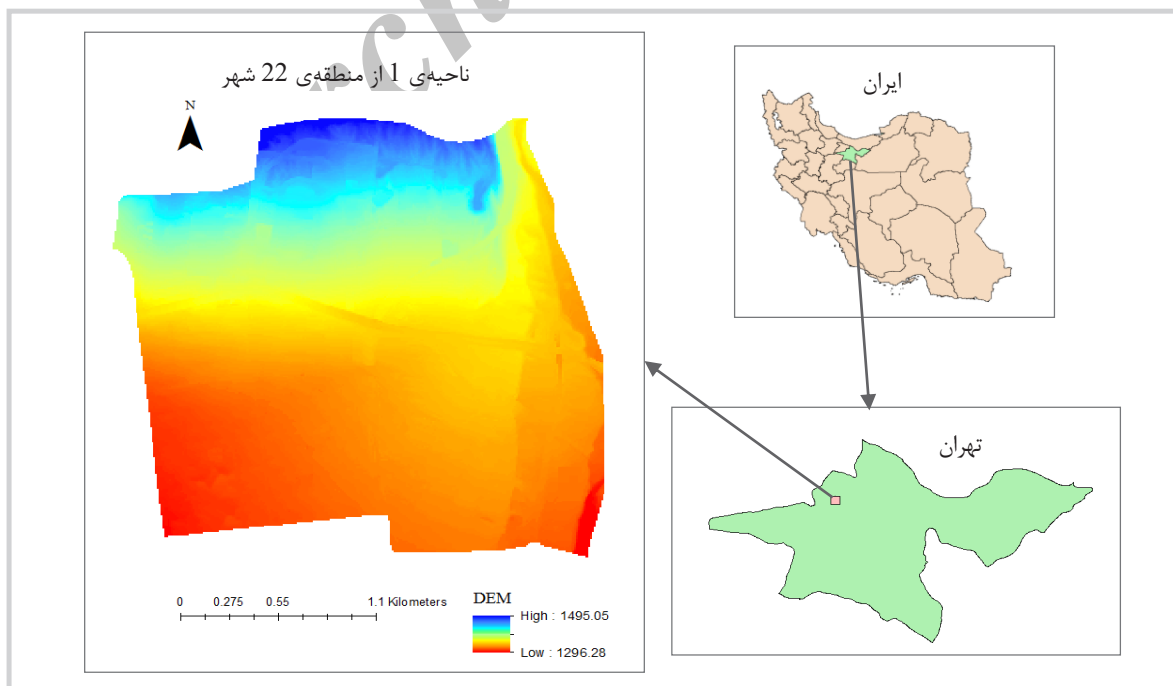 ناحیه‌ی 1 از منطقه‌ی 22 شهر
N
0 0.275 0.55 1.1 Kilometers
DEM
High : 1495.05
Low : 1296.28
ایران
تهران